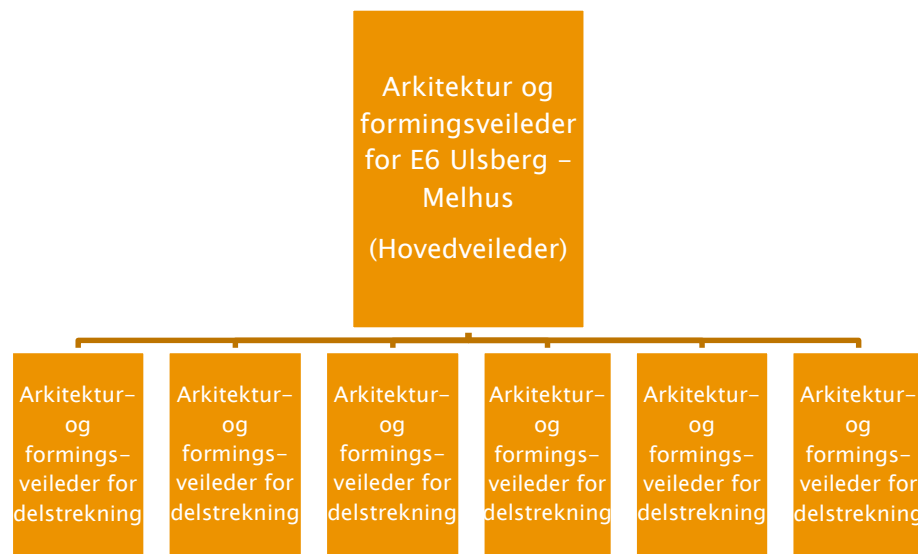 Arkitektur og
formingsveileder
for E6 Ulsberg –
Melhus
(Hovedveileder)
Arkitektur–
og
formings–
veileder for
delstrekning
Arkitektur–
og
formings–
veileder for
delstrekning
Arkitektur–
og
formings–
veileder for
delstrekning
Arkitektur–
og
formings–
veileder for
delstrekning
Arkitektur–
og
formings–
veileder for
delstrekning
Arkitektur–
og
formings–
veileder for
delstrekning